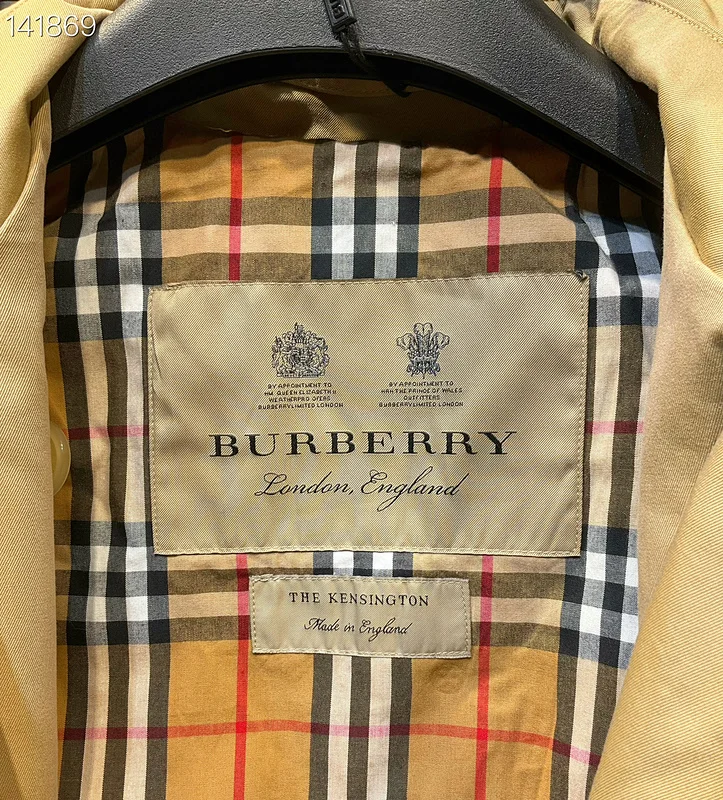 141869
BY APPOINTMENT TO
HM QUEEN ELIZABETH II
WEATHERPROOFERS
BURBERRY LIMITED LONDON
BY APPOINTMENT TO
HRH THE PRINCE OF WALES
OUTFITTERS
BURBERRY LIMITED LONDON
BURBERRY
London, England
THE KENSINGTON
Made in England